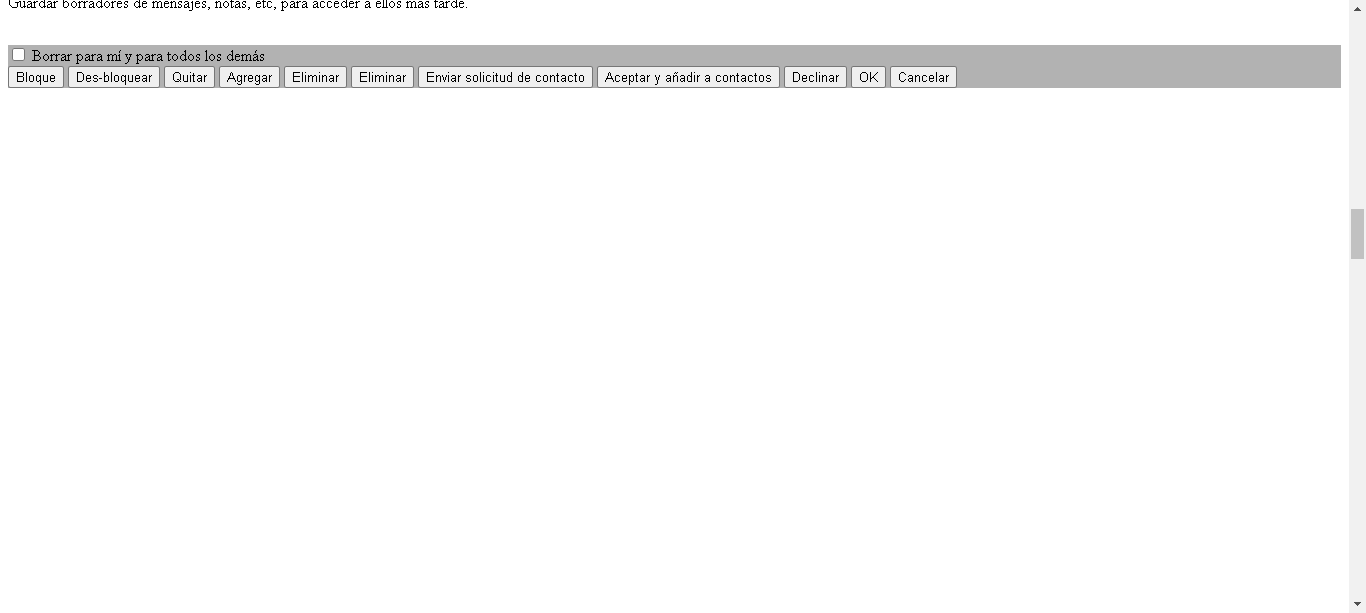 Guardar borradores de mensajes, notas, etc, para acceder a ellos más tarde.
Borrar para mí y para todos los demás
Bloque Des-bloquear Quitar Agregar Eliminar Eliminar Enviar solicitud de contacto Aceptar y añadir a contactos Declinar OK Cancelar